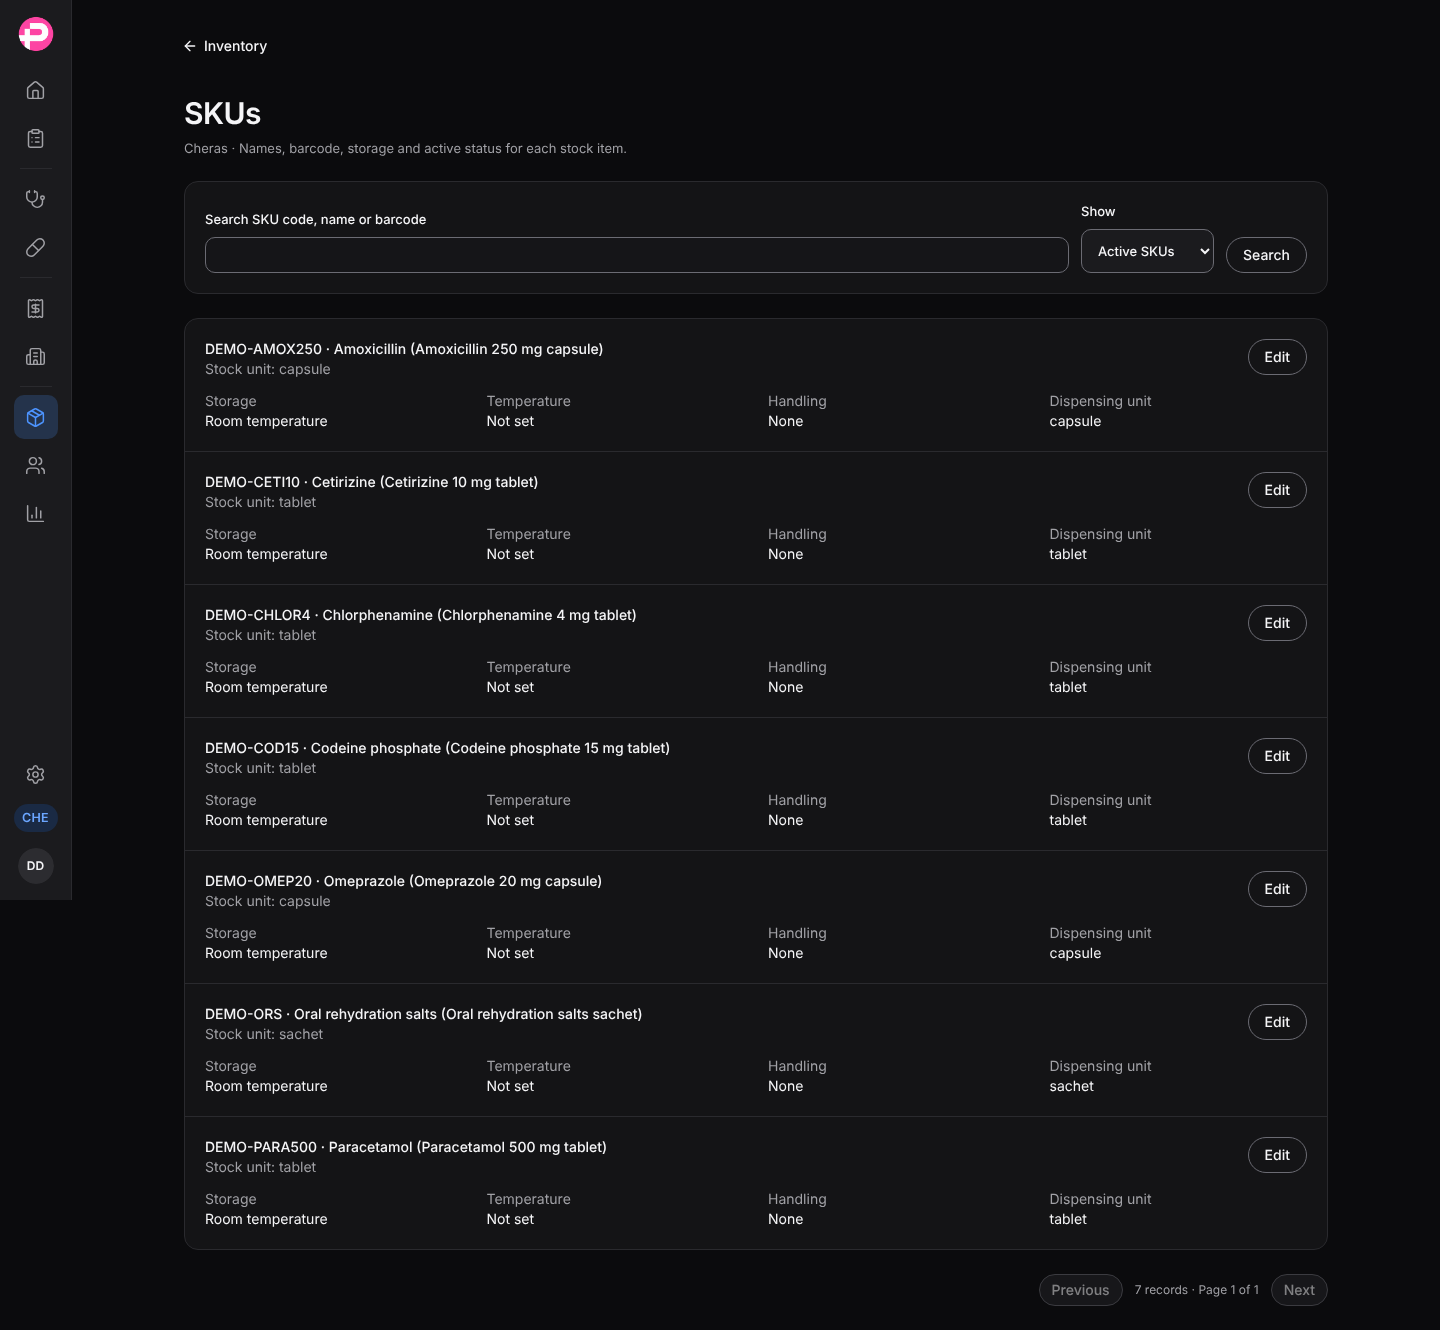 Inventory
SKUs
Cheras · Names, barcode, storage and active status for each stock item.
Search SKU code, name or barcode
Show
Active SKUs
Search
DEMO-AMOX250 · Amoxicillin (Amoxicillin 250 mg capsule)
Edit
Stock unit: capsule
Storage Temperature Handling Dispensing unit
Room temperature Not set None capsule
DEMO-CETI10 · Cetirizine (Cetirizine 10 mg tablet)
Edit
Stock unit: tablet
Storage Temperature Handling Dispensing unit
Room temperature Not set None tablet
DEMO-CHLOR4 · Chlorphenamine (Chlorphenamine 4 mg tablet)
Edit
Stock unit: tablet
Storage Temperature Handling Dispensing unit
Room temperature Not set None tablet
DEMO-COD15 · Codeine phosphate (Codeine phosphate 15 mg tablet)
Edit
Stock unit: tablet
Storage Temperature Handling Dispensing unit
Room temperature Not set None tablet
DEMO-OMEP20 · Omeprazole (Omeprazole 20 mg capsule)
Edit
Stock unit: capsule
Storage Temperature Handling Dispensing unit
Room temperature Not set None capsule
DEMO-ORS · Oral rehydration salts (Oral rehydration salts sachet)
Edit
Stock unit: sachet
Storage Temperature Handling Dispensing unit
Room temperature Not set None sachet
DEMO-PARA500 · Paracetamol (Paracetamol 500 mg tablet)
Edit
Stock unit: tablet
Storage Temperature Handling Dispensing unit
Room temperature Not set None tablet
Previous 7 records · Page 1 of 1 Next
CHE
DD